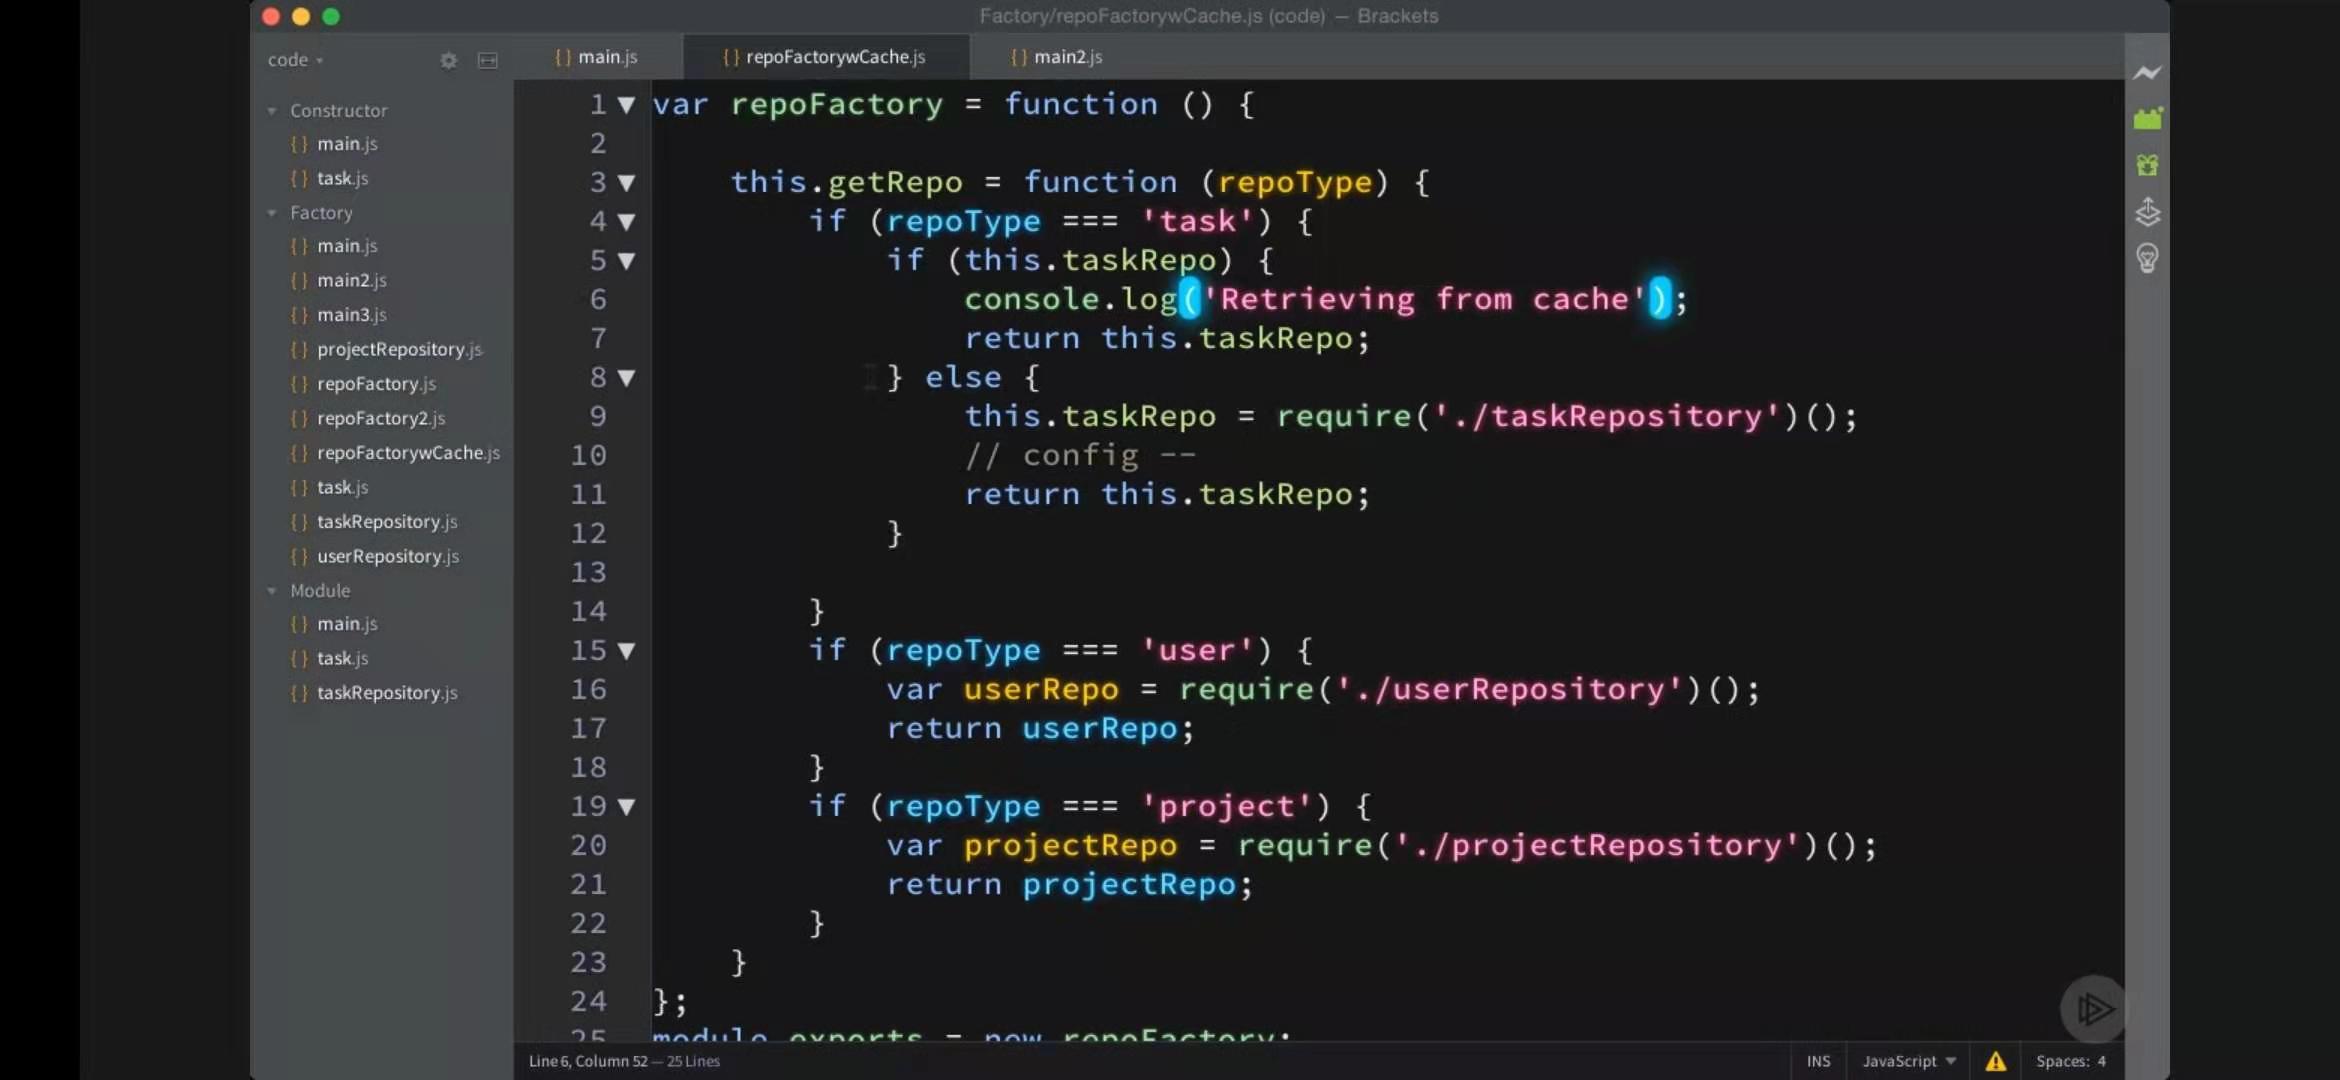 Factory/repoFactorywCache.js (code) — Brackets
code
main.js
repoFactorywCache.js
main2.js
Constructor
main.js
task.js
Factory
main.js
main2.js
main3.js
projectRepository.js
repoFactory.js
repoFactory2.js
repoFactorywCache.js
task.js
taskRepository.js
userRepository.js
Module
main.js
task.js
taskRepository.js
1 var repoFactory = function () {
2
3 this.getRepo = function (repoType) {
4 if (repoType === 'task') {
5 if (this.taskRepo) {
6 console.log('Retrieving from cache');
7 return this.taskRepo;
8 } else {
9 this.taskRepo = require('./taskRepository')();
10 // config --
11 return this.taskRepo;
12 }
13
14 }
15 if (repoType === 'user') {
16 var userRepo = require('./userRepository')();
17 return userRepo;
18 }
19 if (repoType === 'project') {
20 var projectRepo = require('./projectRepository')();
21 return projectRepo;
22 }
23 }
24 };
25 module.exports = new repoFactory;
Line 6, Column 52 — 25 Lines
INS
JavaScript
Spaces: 4